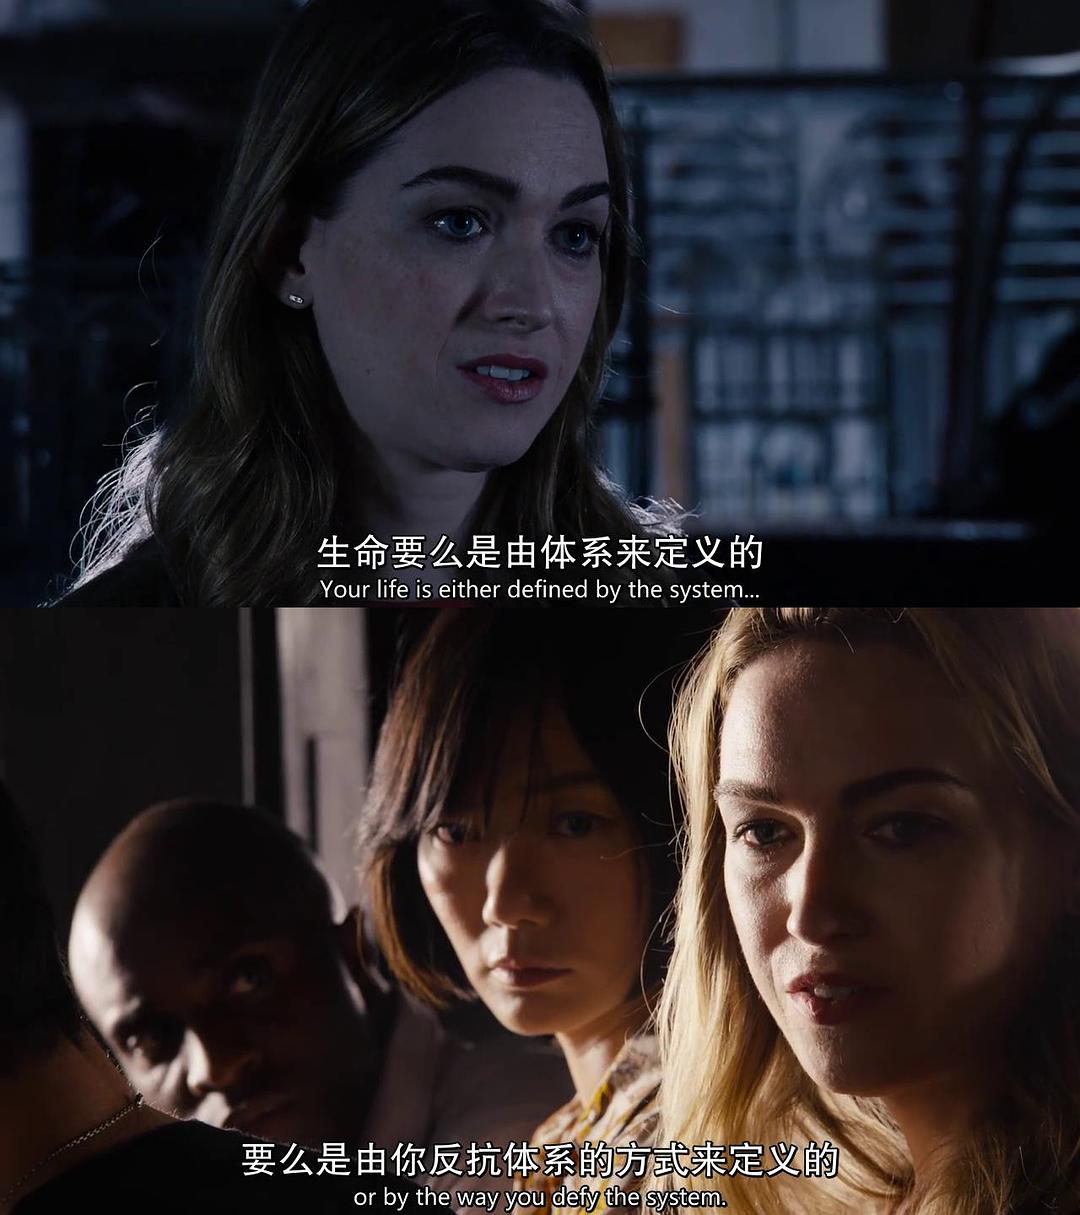 生命要么是由体系来定义的
Your life is either defined by the system...
要么是由你反抗体系的方式来定义的
or by the way you defy the system.